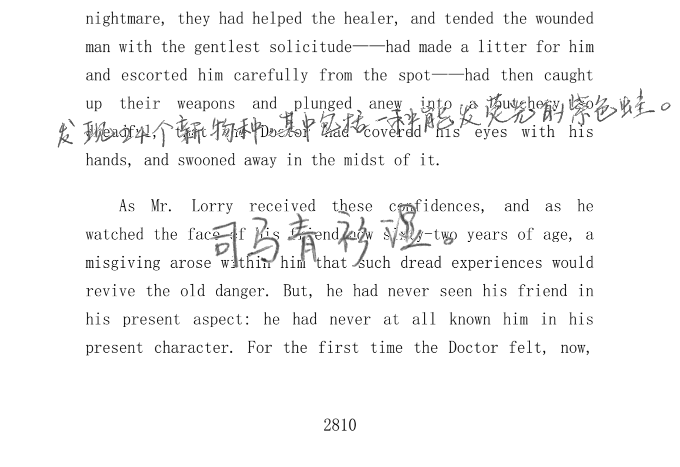 nightmare, they had helped the healer, and tended the wounded
man with the gentlest solicitude——had made a litter for him
and escorted him carefully from the spot——had then caught
up their weapons and plunged anew into a butchery so
发现24个新物种,其中包括一种能发荧光的紫色蛙。
dreadful, that the Doctor had covered his eyes with his
hands, and swooned away in the midst of it.
As Mr. Lorry received these confidences, and as he
watched the face of his friend now sixty-two years of age, a
司马青衫湿。
misgiving arose within him that such dread experiences would
revive the old danger. But, he had never seen his friend in
his present aspect: he had never at all known him in his
present character. For the first time the Doctor felt, now,
2810